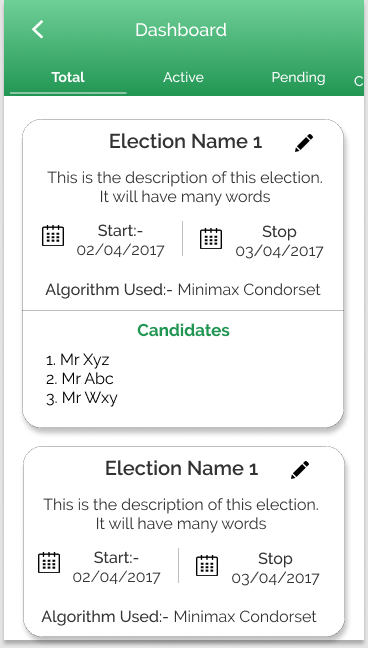 Dashboard
Total Active Pending C
Election Name 1
This is the description of this election.
It will have many words
Start:- Stop
02/04/2017 03/04/2017
Algorithm Used:- Minimax Condorset
Candidates
1. Mr Xyz
2. Mr Abc
3. Mr Wxy
Election Name 1
This is the description of this election.
It will have many words
Start:- Stop
02/04/2017 03/04/2017
Algorithm Used:- Minimax Condorset